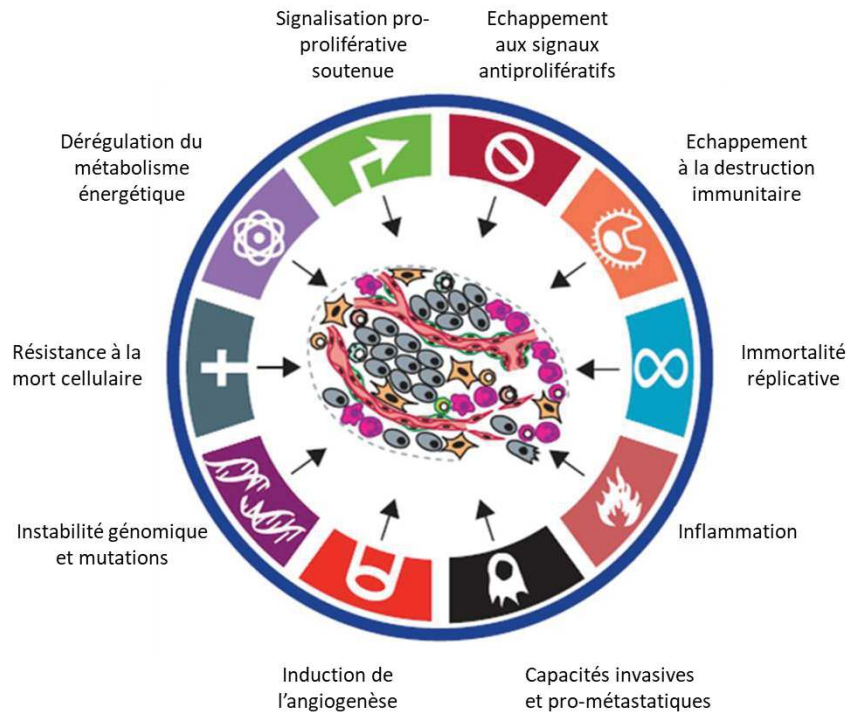 Signalisation pro-
proliférative
soutenue
Echappement
aux signaux
antiprolifératifs
Dérégulation du
métabolisme
énergétique
Echappement
à la destruction
immunitaire
Résistance à la
mort cellulaire
Immortalité
réplicative
Instabilité génomique
et mutations
Inflammation
Induction de
l’angiogenèse
Capacités invasives
et pro-métastatiques